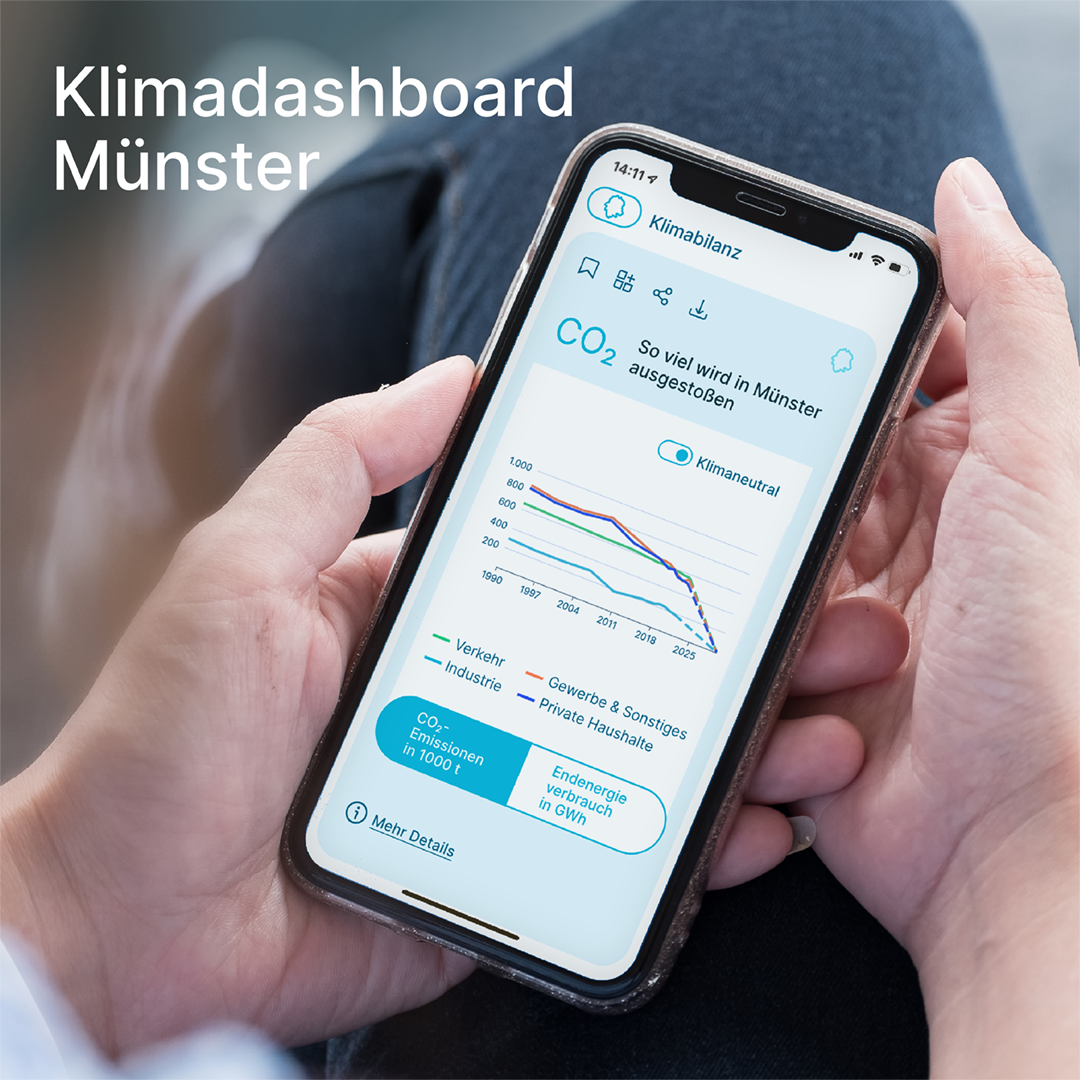 Klimadashboard
Münster
14:11
Klimabilanz
CO₂
So viel wird in Münster
ausgestoßen
Klimaneutral
1.000
800
600
400
200
1990
1997
2004
2011
2018
2025
Verkehr
Industrie
Gewerbe & Sonstiges
Private Haushalte
CO₂-
Emissionen
in 1000 t
Endenergie
verbrauch
in GWh
Mehr Details